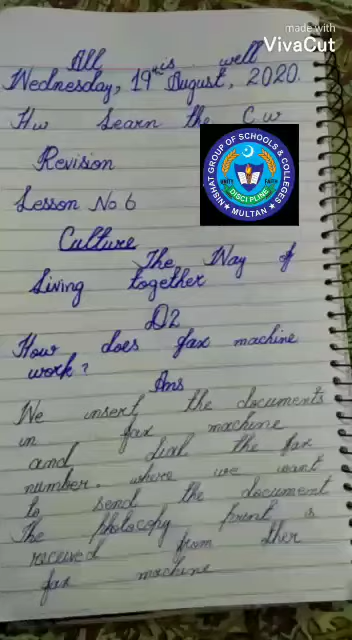 made with
VivaCut
All is well
Wednesday, 19th August, 2020.
Hw Learn the C.w
Revision
NISHAT GROUP OF SCHOOLS & COLLEGES
UNITY FAITH
DISCIPLINE
★ MULTAN ★
Lesson No 6
Culture
The Way of
living together
Q2
How does fax machine
work?
Ans
We insert the documents
in fax machine
and dial the fax
number. where we want
to send the document
The photocopy print is
received from other
fax machine